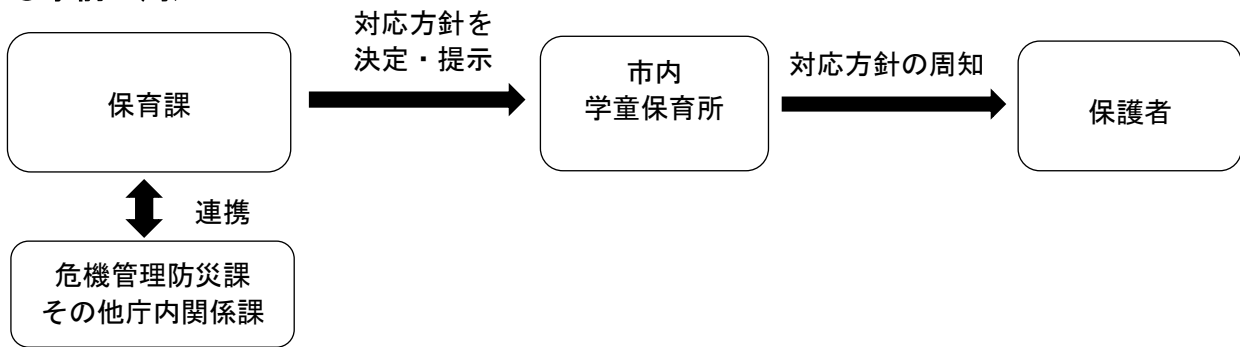 対応方針を
決定・提示
保育課
市内
学童保育所
対応方針の周知
保護者
連携
危機管理防災課
その他庁内関係課